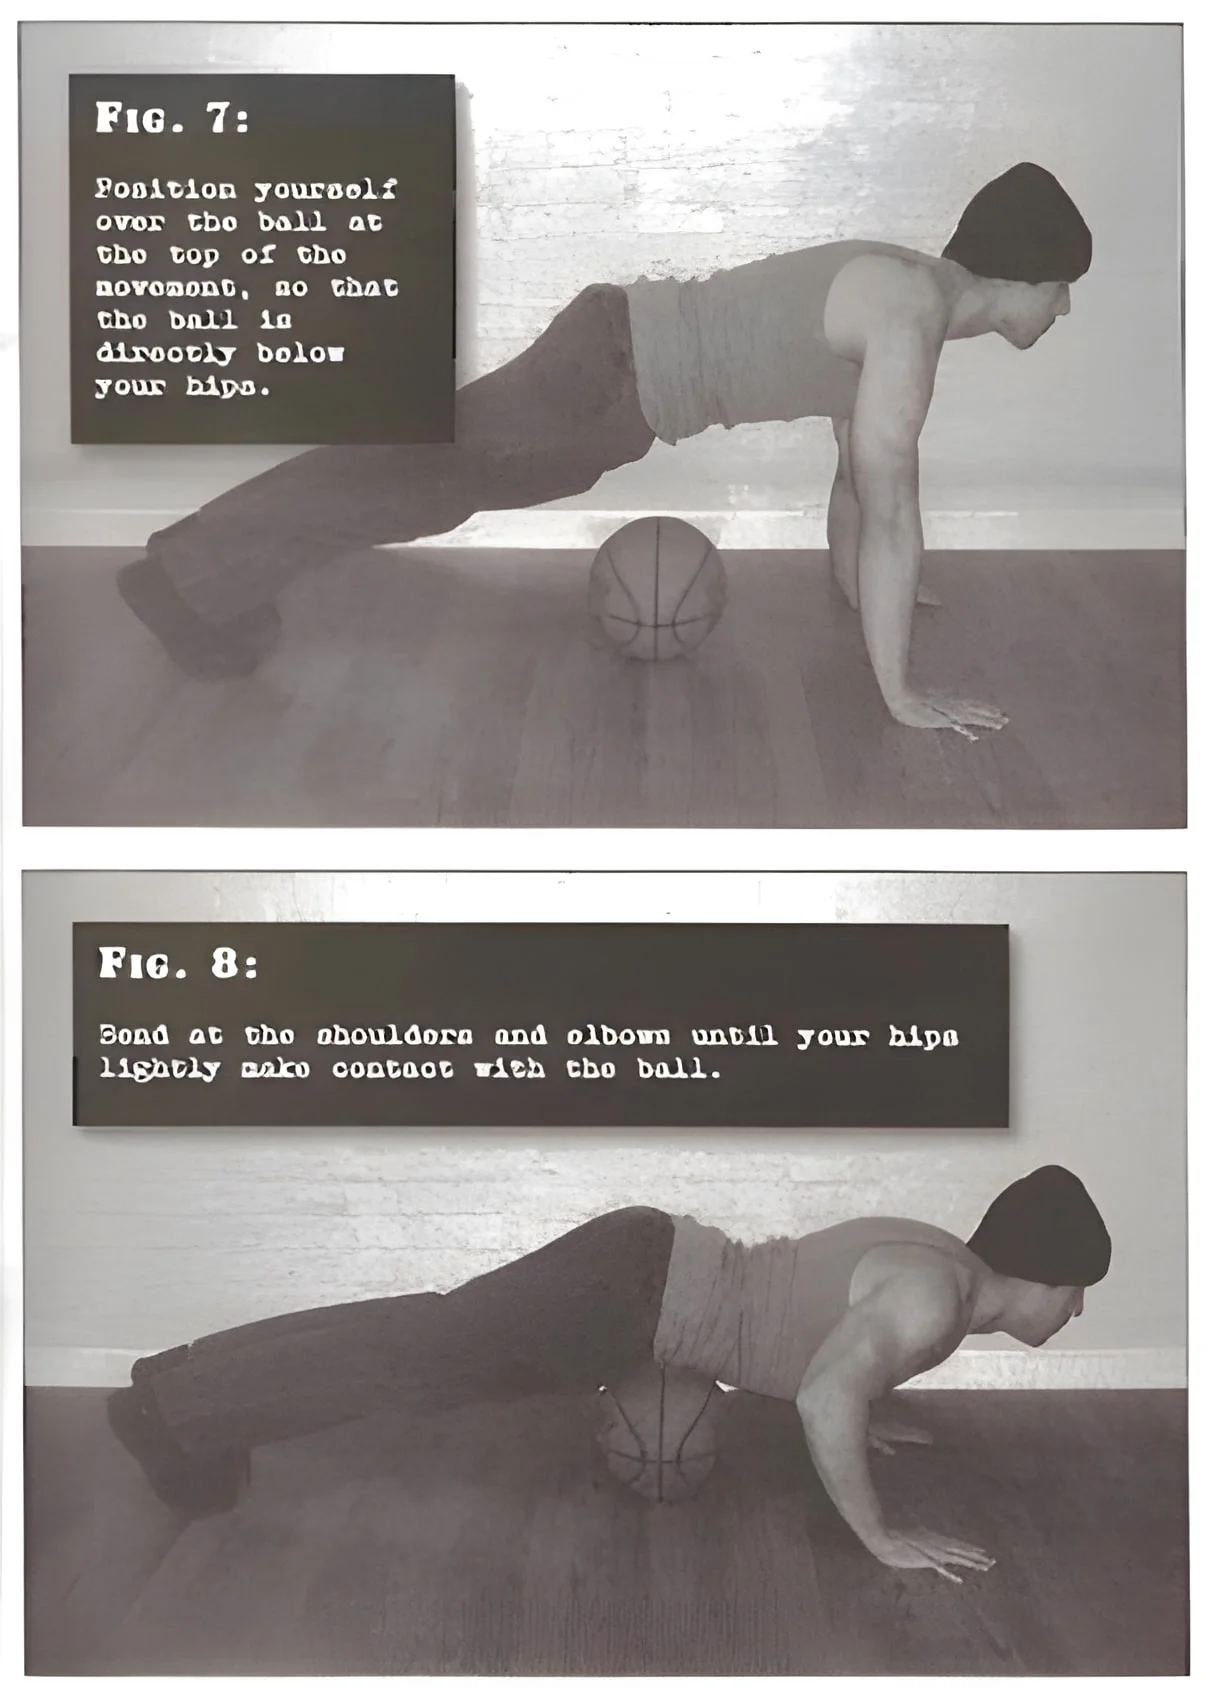 Fig. 7:
Position yourself
over the ball at
the top of the
movement, so that
the ball is
directly below
your hips.
Fig. 8:
Bend at the shoulders and elbows until your hips
lightly make contact with the ball.